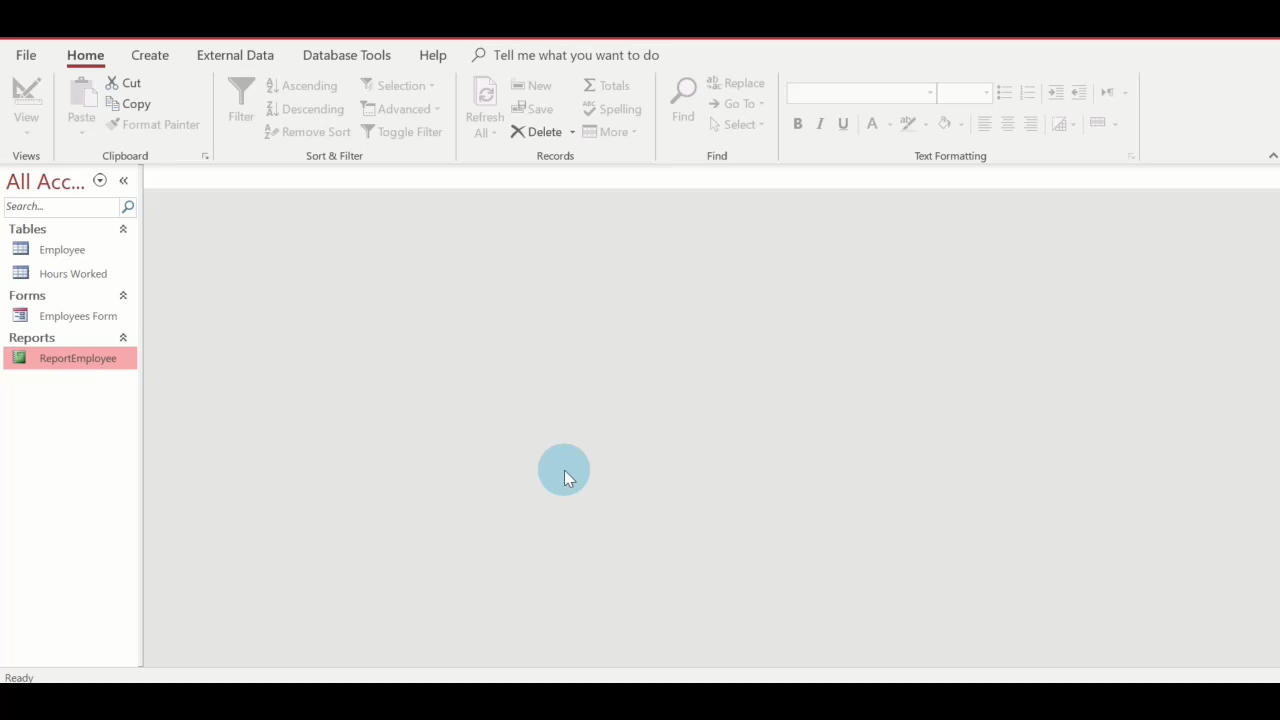 File Home Create External Data Database Tools Help Tell me what you want to do
View
Views
Paste
Cut
Copy
Format Painter
Clipboard
Filter
Ascending
Descending
Remove Sort
Selection
Advanced
Toggle Filter
Sort & Filter
Refresh
All
New
Save
Delete
Totals
Spelling
More
Records
Find
Replace
Go To
Select
Find
B I U A
Text Formatting
All Acc...
Search...
Tables
Employee
Hours Worked
Forms
Employees Form
Reports
ReportEmployee
Ready